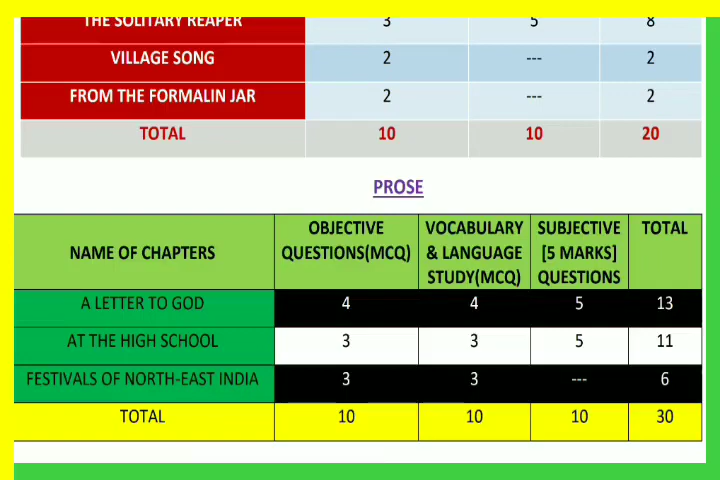 THE SOLITARY REAPER 3 5 8
VILLAGE SONG 2 --- 2
FROM THE FORMALIN JAR 2 --- 2
TOTAL 10 10 20
PROSE
NAME OF CHAPTERS OBJECTIVE QUESTIONS(MCQ) VOCABULARY & LANGUAGE STUDY(MCQ) SUBJECTIVE [5 MARKS] QUESTIONS TOTAL
A LETTER TO GOD 4 4 5 13
AT THE HIGH SCHOOL 3 3 5 11
FESTIVALS OF NORTH-EAST INDIA 3 3 --- 6
TOTAL 10 10 10 30